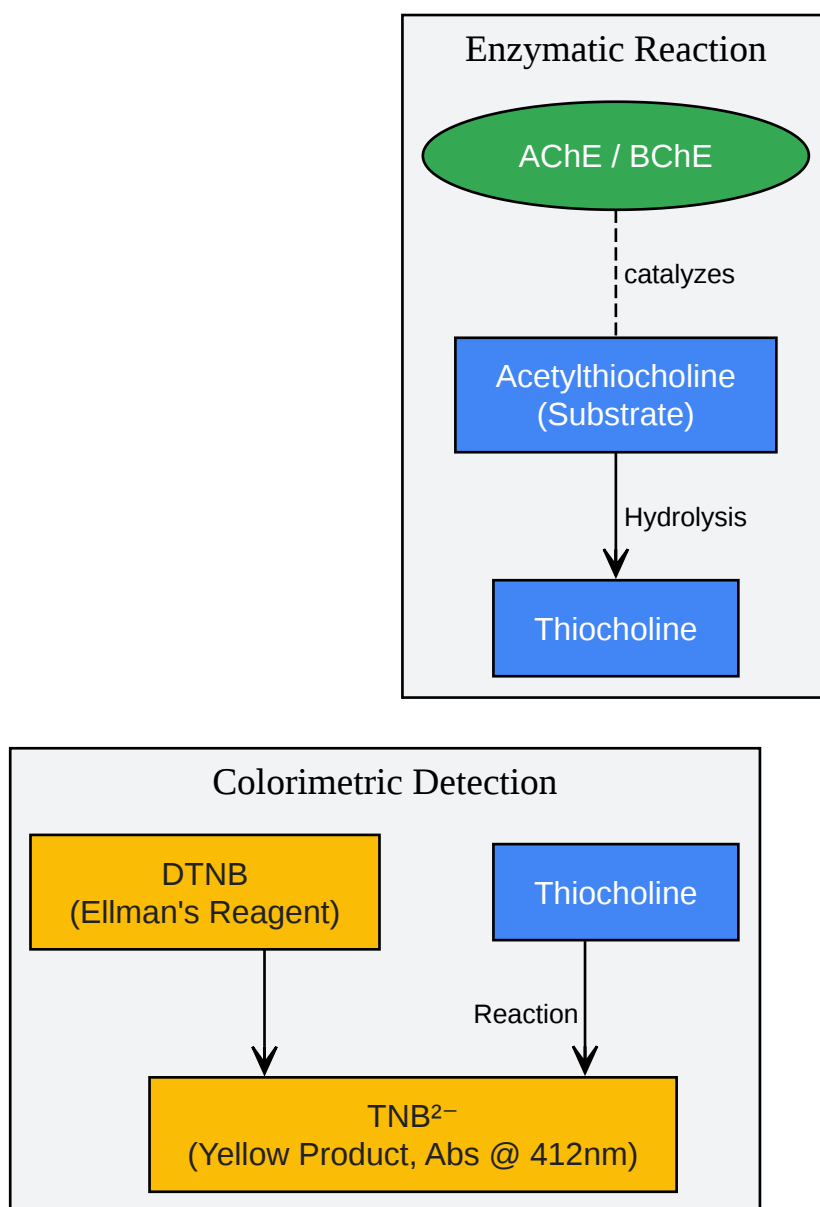 Enzymatic Reaction
AChE / BChE
catalyzes
Acetylthiocholine
(Substrate)
Hydrolysis
Thiocholine
Colorimetric Detection
DTNB
(Ellman's Reagent)
Thiocholine
Reaction
TNB²⁻
(Yellow Product, Abs @ 412nm)